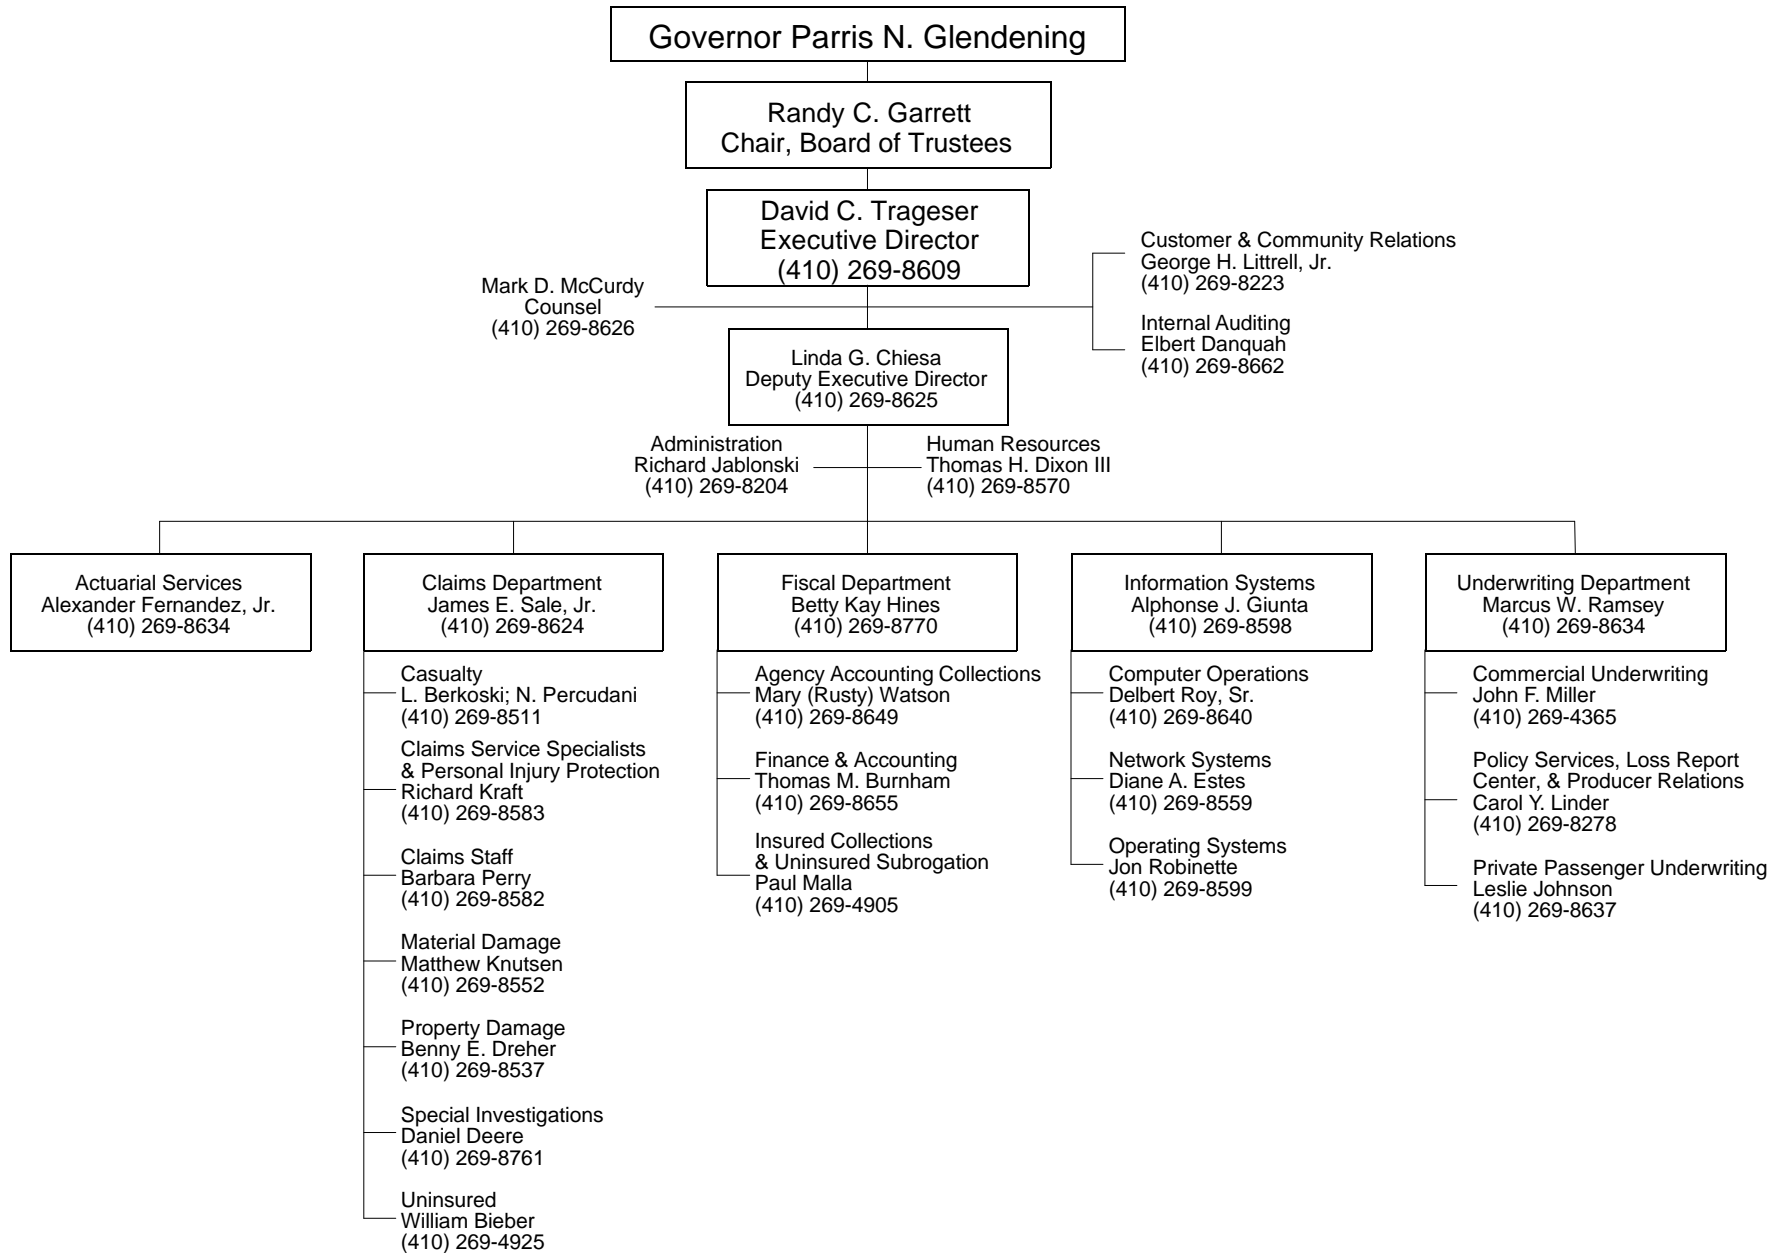 Governor Parris N. Glendening
Randy C. Garrett
Chair, Board of Trustees
David C. Trageser
Executive Director
(410) 269-8609
Mark D. McCurdy
Counsel
(410) 269-8626
Customer & Community Relations
George H. Littrell, Jr.
(410) 269-8223
Internal Auditing
Elbert Danquah
(410) 269-8662
Linda G. Chiesa
Deputy Executive Director
(410) 269-8625
Administration
Richard Jablonski
(410) 269-8204
Human Resources
Thomas H. Dixon III
(410) 269-8570
Actuarial Services
Alexander Fernandez, Jr.
(410) 269-8634
Claims Department
James E. Sale, Jr.
(410) 269-8624
Casualty
L. Berkoski; N. Percudani
(410) 269-8511
Claims Service Specialists
& Personal Injury Protection
Richard Kraft
(410) 269-8583
Claims Staff
Barbara Perry
(410) 269-8582
Material Damage
Matthew Knutsen
(410) 269-8552
Property Damage
Benny E. Dreher
(410) 269-8537
Special Investigations
Daniel Deere
(410) 269-8761
Uninsured
William Bieber
(410) 269-4925
Fiscal Department
Betty Kay Hines
(410) 269-8770
Agency Accounting Collections
Mary (Rusty) Watson
(410) 269-8649
Finance & Accounting
Thomas M. Burnham
(410) 269-8655
Insured Collections
& Uninsured Subrogation
Paul Malla
(410) 269-4905
Information Systems
Alphonse J. Giunta
(410) 269-8598
Computer Operations
Delbert Roy, Sr.
(410) 269-8640
Network Systems
Diane A. Estes
(410) 269-8559
Operating Systems
Jon Robinette
(410) 269-8599
Underwriting Department
Marcus W. Ramsey
(410) 269-8634
Commercial Underwriting
John F. Miller
(410) 269-4365
Policy Services, Loss Report
Center, & Producer Relations
Carol Y. Linder
(410) 269-8278
Private Passenger Underwriting
Leslie Johnson
(410) 269-8637